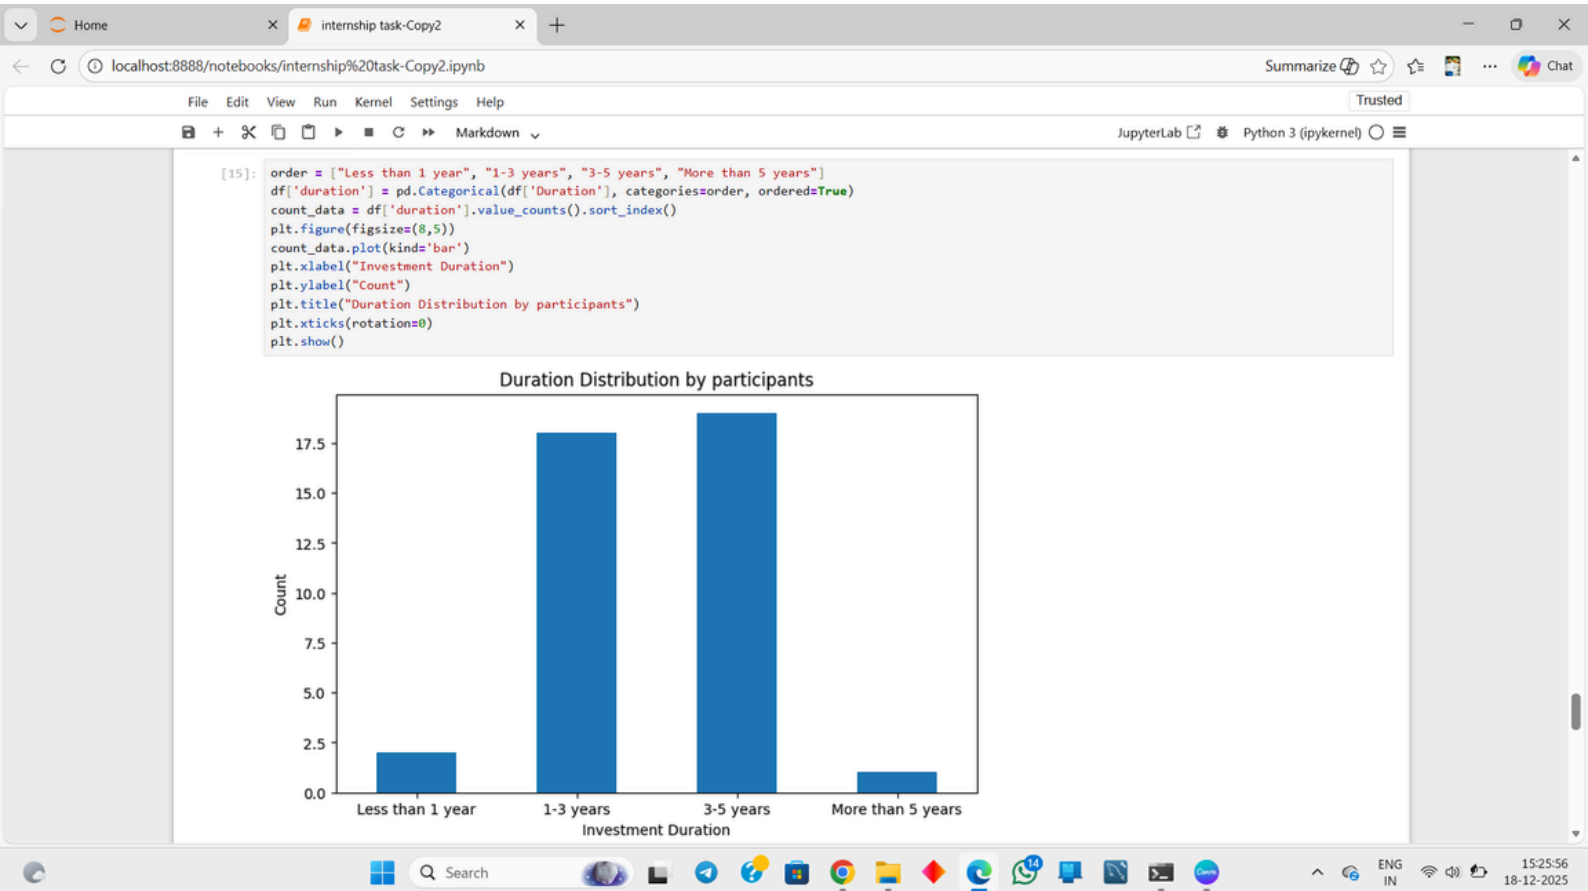 Home
internship task-Copy2
localhost:8888/notebooks/internship%20task-Copy2.ipynb
Summarize
Chat
File Edit View Run Kernel Settings Help
Trusted
Markdown
JupyterLab
Python 3 (ipykernel)
[15]:
order = ["Less than 1 year", "1-3 years", "3-5 years", "More than 5 years"]
df['duration'] = pd.Categorical(df['Duration'], categories=order, ordered=True)
count_data = df['duration'].value_counts().sort_index()
plt.figure(figsize=(8,5))
count_data.plot(kind='bar')
plt.xlabel("Investment Duration")
plt.ylabel("Count")
plt.title("Duration Distribution by participants")
plt.xticks(rotation=0)
plt.show()
Duration Distribution by participants
17.5
15.0
12.5
10.0
7.5
5.0
2.5
0.0
Count
Less than 1 year
1-3 years
3-5 years
More than 5 years
Investment Duration
Search
14
ENG
IN
15:25:56
18-12-2025